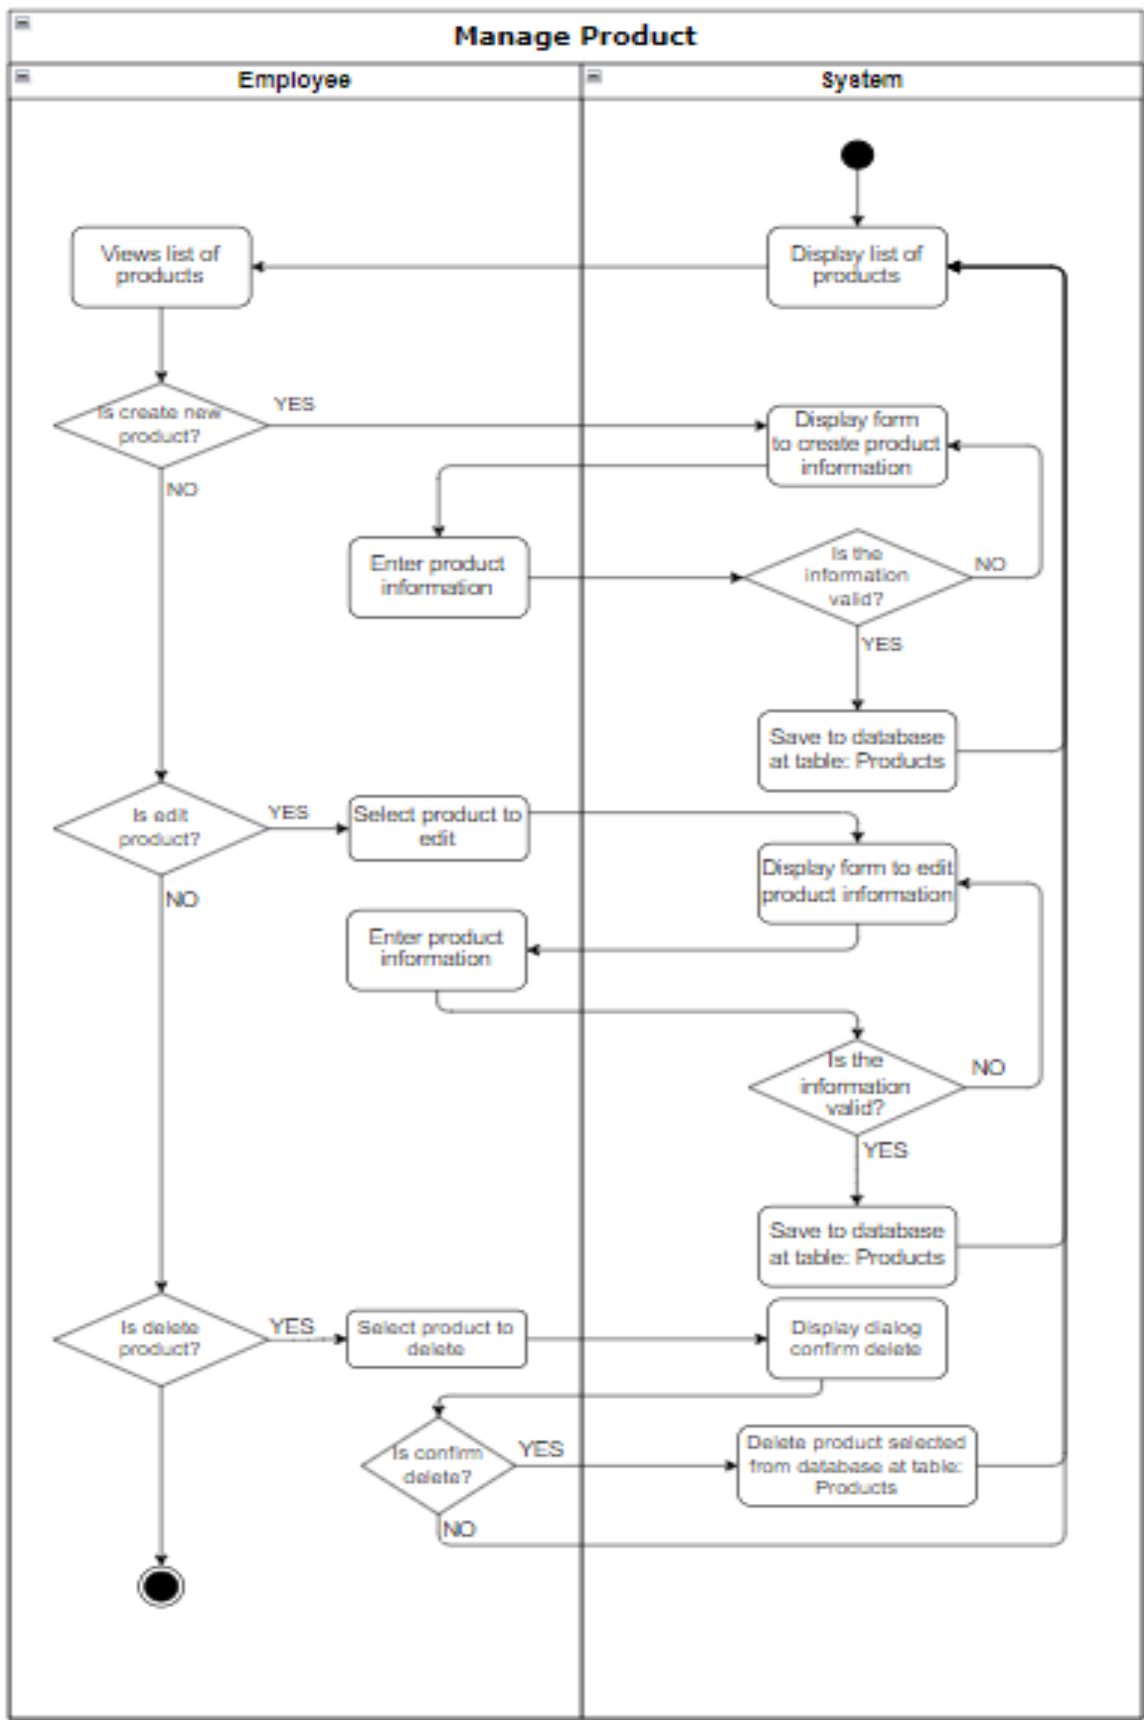 Manage Product
Employee
System
Views list of
products
Display list of
products
Is create new
product?
YES
NO
Display form
to create product
information
Enter product
information
Is the
information
valid?
NO
YES
Save to database
at table: Products
Is edit
product?
YES
NO
Select product to
edit
Display form to edit
product information
Enter product
information
Is the
information
valid?
NO
YES
Save to database
at table: Products
Is delete
product?
YES
Select product to
delete
Display dialog
confirm delete
Is confirm
delete?
YES
NO
Delete product selected
from database at table:
Products